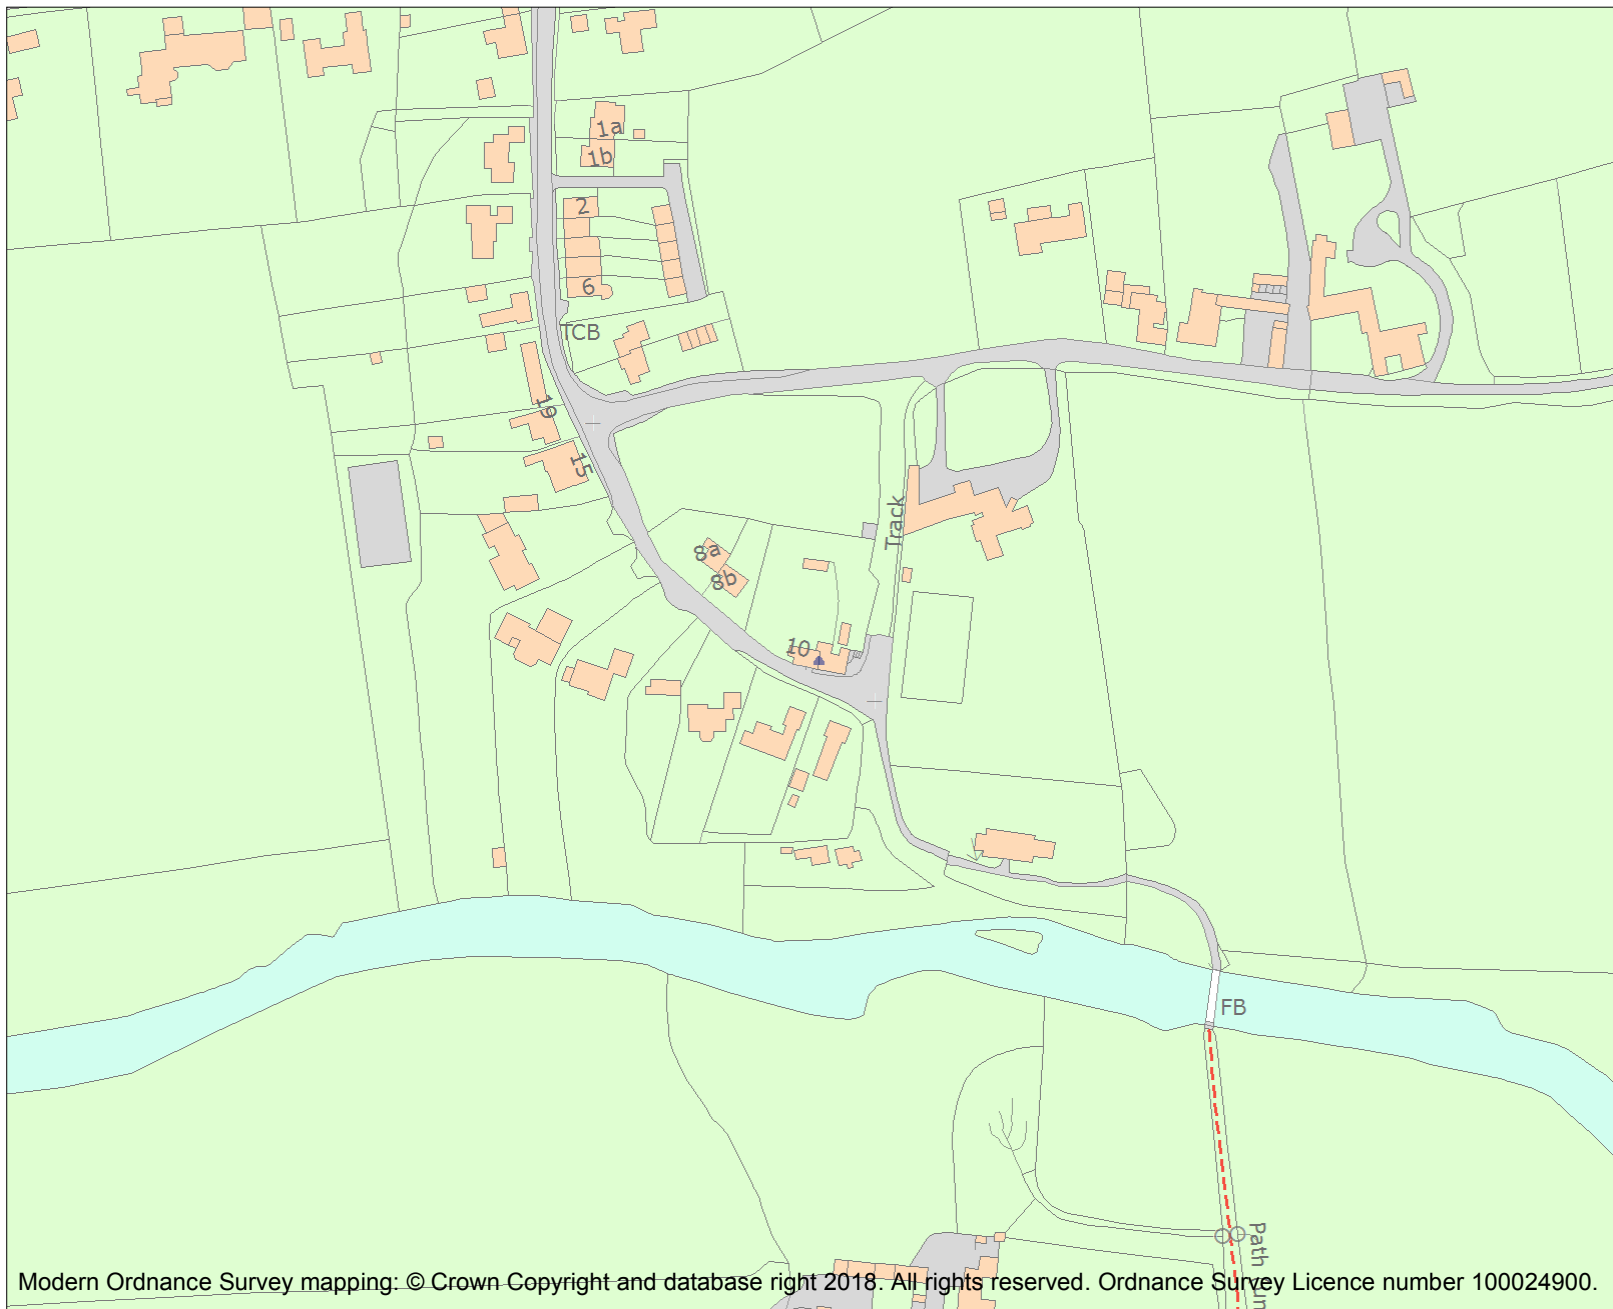 1a
1b
2
6
TCB
19
15
Track
8a
8b
10
FB
Path
Modern Ordnance Survey mapping: © Crown Copyright and database right 2018. All rights reserved. Ordnance Survey Licence number 100024900.